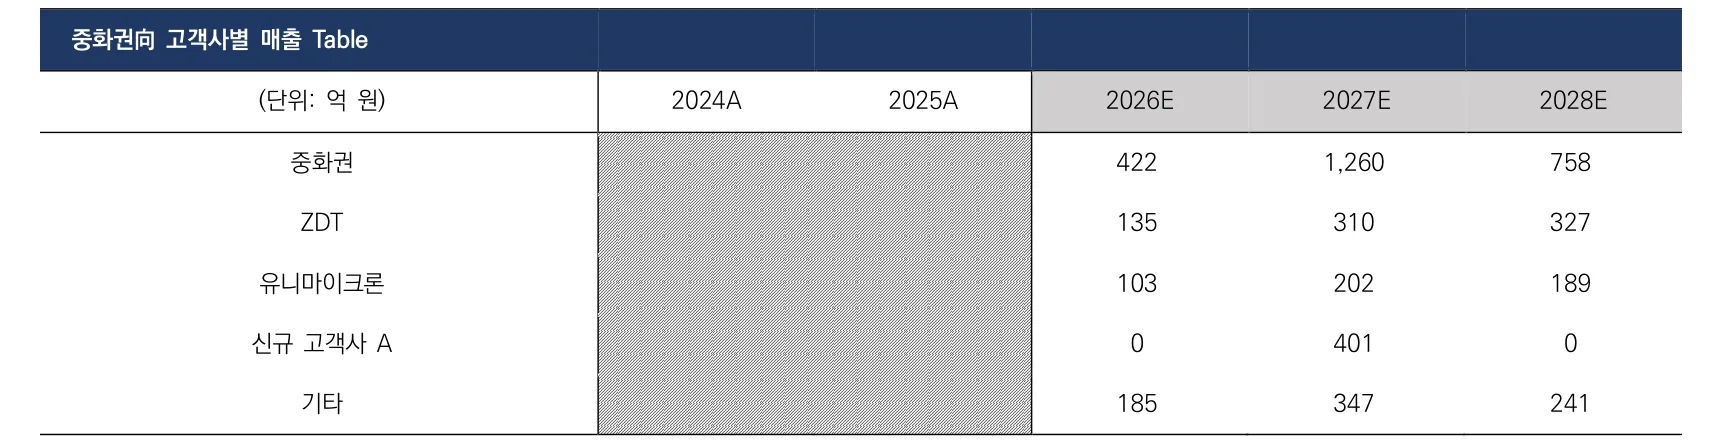 중화권向 고객사별 매출 Table
(단위: 억 원) 2024A 2025A 2026E 2027E 2028E
중화권 422 1,260 758
ZDT 135 310 327
유니마이크론 103 202 189
신규 고객사 A 0 401 0
기타 185 347 241